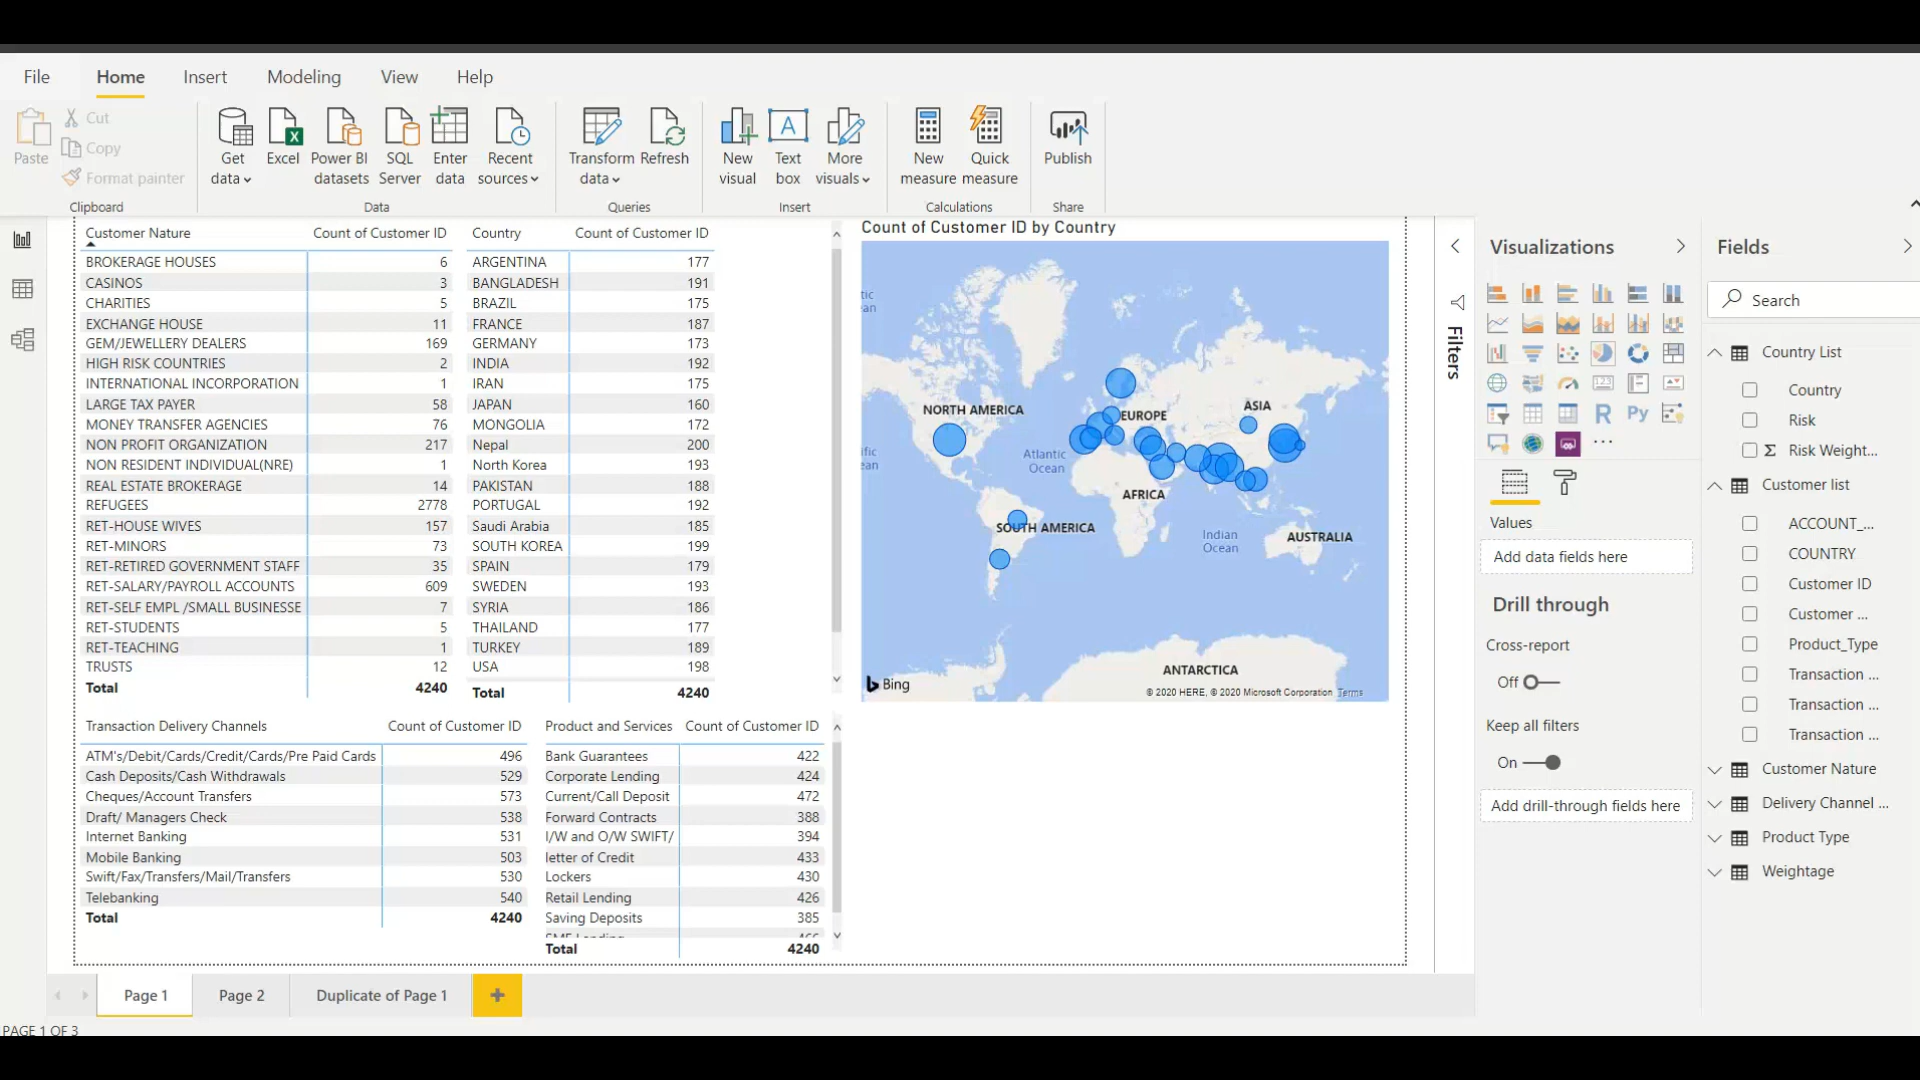 File Home Insert Modeling View Help
Paste
Cut
Copy
Format painter
Clipboard
Get data
Excel
Power BI datasets
SQL Server
Enter data
Recent sources
Data
Transform data
Refresh
Queries
New visual
Text box
More visuals
Insert
New measure
Quick measure
Calculations
Publish
Share
Customer Nature Count of Customer ID
BROKERAGE HOUSES 6
CASINOS 3
CHARITIES 5
EXCHANGE HOUSE 11
GEM/JEWELLERY DEALERS 169
HIGH RISK COUNTRIES 2
INTERNATIONAL INCORPORATION 1
LARGE TAX PAYER 58
MONEY TRANSFER AGENCIES 76
NON PROFIT ORGANIZATION 217
NON RESIDENT INDIVIDUAL(NRE) 1
REAL ESTATE BROKERAGE 14
REFUGEES 2778
RET-HOUSE WIVES 157
RET-MINORS 73
RET-RETIRED GOVERNMENT STAFF 35
RET-SALARY/PAYROLL ACCOUNTS 609
RET-SELF EMPL /SMALL BUSINESSE 7
RET-STUDENTS 5
RET-TEACHING 1
TRUSTS 12
Total 4240
Country Count of Customer ID
ARGENTINA 177
BANGLADESH 191
BRAZIL 175
FRANCE 187
GERMANY 173
INDIA 192
IRAN 175
JAPAN 160
MONGOLIA 172
Nepal 200
North Korea 193
PAKISTAN 188
PORTUGAL 192
Saudi Arabia 185
SOUTH KOREA 199
SPAIN 179
SWEDEN 193
SYRIA 186
THAILAND 177
TURKEY 189
USA 198
Total 4240
Count of Customer ID by Country
tic
ean
NORTH AMERICA
EUROPE
ASIA
Atlantic
Ocean
ific
ean
AFRICA
SOUTH AMERICA
Indian
Ocean
AUSTRALIA
ANTARCTICA
Bing
© 2020 HERE, © 2020 Microsoft Corporation Terms
Transaction Delivery Channels Count of Customer ID
ATM's/Debit/Cards/Credit/Cards/Pre Paid Cards 496
Cash Deposits/Cash Withdrawals 529
Cheques/Account Transfers 573
Draft/ Managers Check 538
Internet Banking 531
Mobile Banking 503
Swift/Fax/Transfers/Mail/Transfers 530
Telebanking 540
Total 4240
Product and Services Count of Customer ID
Bank Guarantees 422
Corporate Lending 424
Current/Call Deposit 472
Forward Contracts 388
I/W and O/W SWIFT/ 394
letter of Credit 433
Lockers 430
Retail Lending 426
Saving Deposits 385
Total 4240
Filters
Visualizations
R Py
...
Values
Add data fields here
Drill through
Cross-report
Off
Keep all filters
On
Add drill-through fields here
Fields
Search
Country List
Country
Risk
Σ Risk Weight...
Customer list
ACCOUNT_...
COUNTRY
Customer ID
Customer ...
Product_Type
Transaction ...
Transaction ...
Transaction ...
Customer Nature
Delivery Channel ...
Product Type
Weightage
Page 1 Page 2 Duplicate of Page 1 +
PAGE 1 OF 3